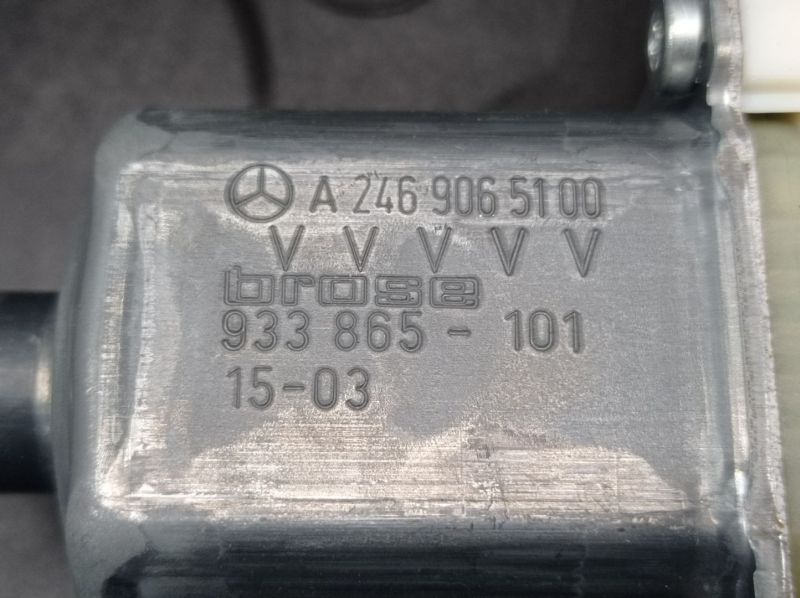 A 246 906 51 00
V V V V V
brose
933 865 - 101
15-03